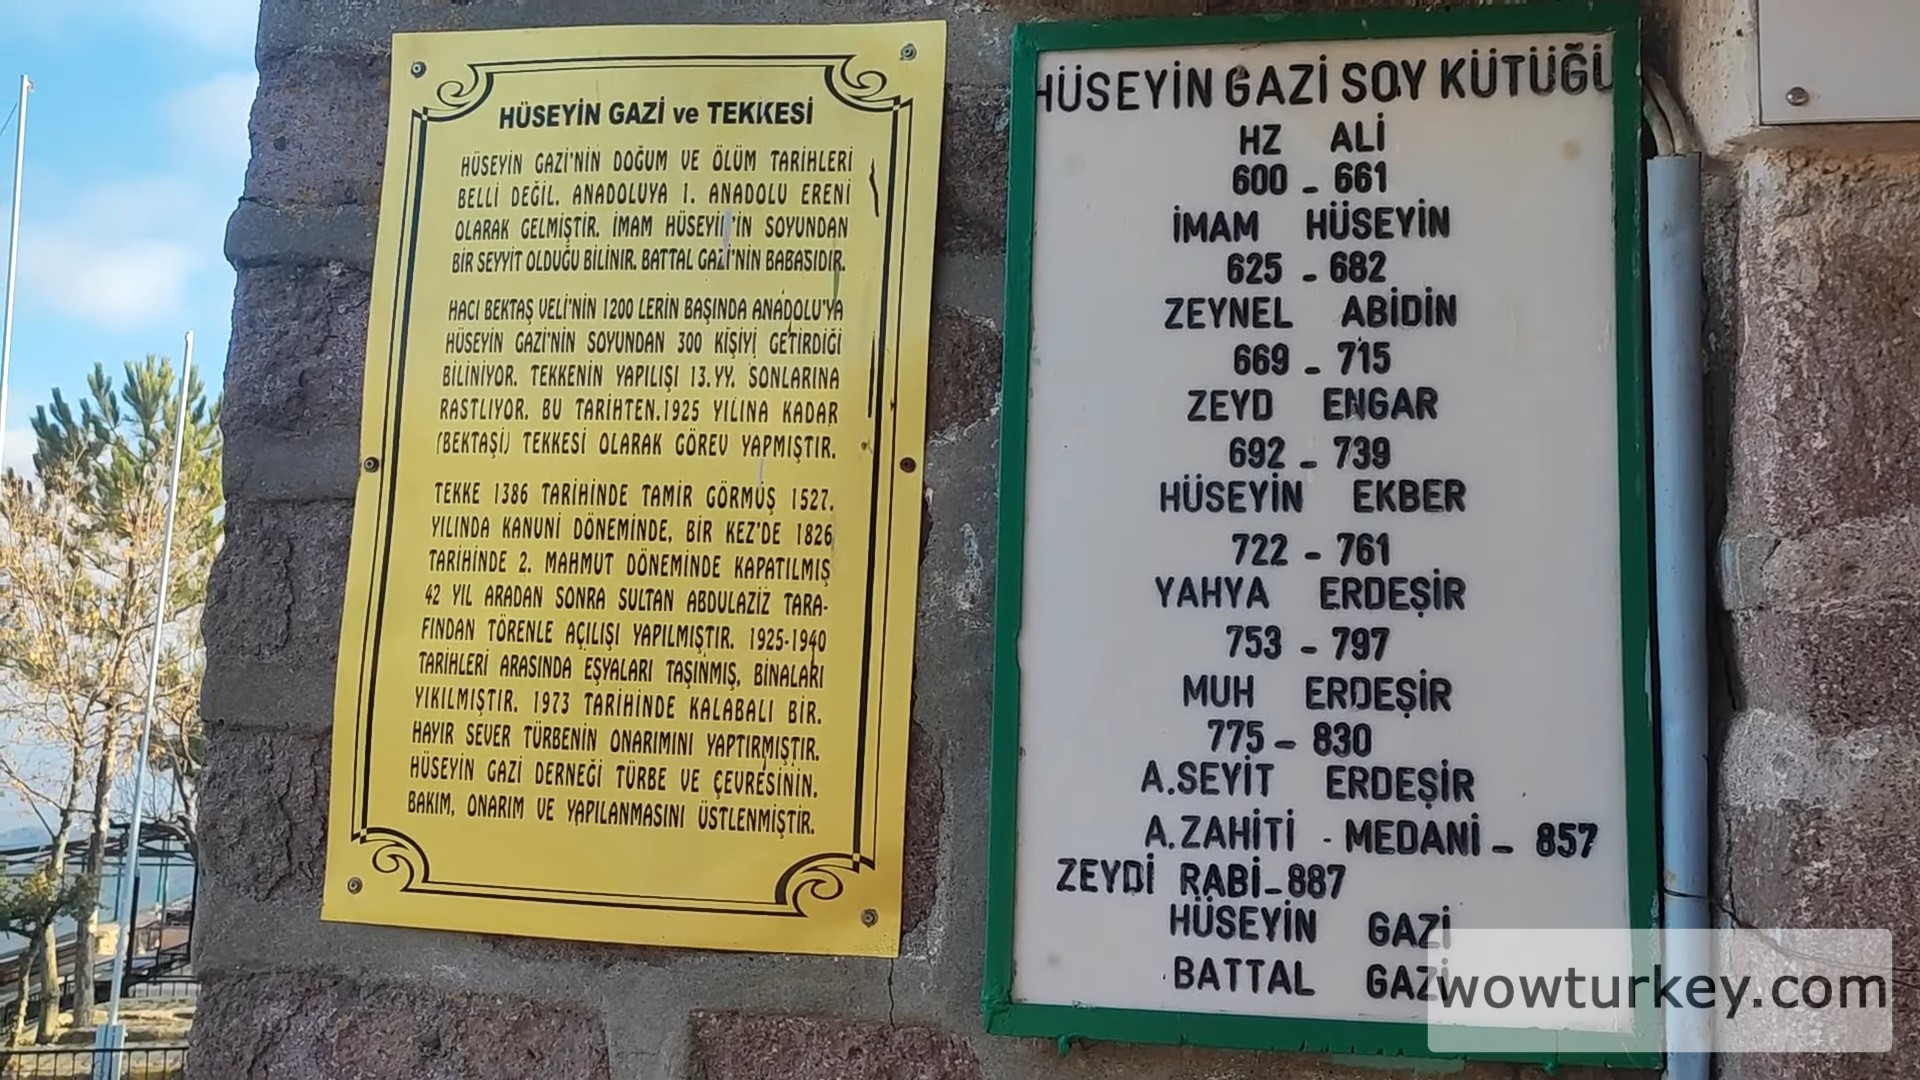 HÜSEYİN GAZİ ve TEKKESİ
HÜSEYİN GAZİ'NİN DOĞUM VE ÖLÜM TARİHLERİ
BELLİ DEĞİL. ANADOLUYA I. ANADOLU ERENİ
OLARAK GELMİŞTİR. İMAM HÜSEYİN'İN SOYUNDAN
BİR SEYYİT OLDUĞU BİLİNİR. BATTAL GAZİ'NİN BABASIDIR.
HACI BEKTAŞ VELİ'NİN 1200 LERİN BAŞINDA ANADOLU'YA
HÜSEYİN GAZİ'NİN SOYUNDAN 300 KİŞİYİ GETİRDİĞİ
BİLİNİYOR. TEKKENİN YAPILIŞI 13.YY. SONLARINA
RASTLIYOR. BU TARİHTEN.1925 YILINA KADAR
(BEKTAŞİ) TEKKESİ OLARAK GÖREV YAPMIŞTIR.
TEKKE 1386 TARİHİNDE TAMİR GÖRMÜŞ 1527.
YILINDA KANUNİ DÖNEMİNDE, BİR KEZ'DE 1826
TARİHİNDE 2. MAHMUT DÖNEMİNDE KAPATILMIŞ
42 YIL ARADAN SONRA SULTAN ABDULAZİZ TARA-
FINDAN TÖRENLE AÇILIŞI YAPILMIŞTIR. 1925-1940
TARİHLERİ ARASINDA EŞYALARI TAŞINMIŞ, BİNALARI
YIKILMIŞTIR. 1973 TARİHİNDE KALABALI BİR.
HAYIR SEVER TÜRBENİN ONARIMINI YAPTIRMIŞTIR.
HÜSEYİN GAZİ DERNEĞİ TÜRBE VE ÇEVRESİNİN.
BAKIM, ONARIM VE YAPILANMASINI ÜSTLENMİŞTİR.
HÜSEYİN GAZİ SOY KÜTÜĞÜ
HZ ALİ
600 - 661
İMAM HÜSEYİN
625 - 682
ZEYNEL ABİDİN
669 - 715
ZEYD ENGAR
692 - 739
HÜSEYİN EKBER
722 - 761
YAHYA ERDEŞİR
753 - 797
MUH ERDEŞİR
775 - 830
A.SEYİT ERDEŞİR
A.ZAHİTİ - MEDANİ - 857
ZEYDİ RABİ-887
HÜSEYİN GAZİ
BATTAL GAZİ
wowturkey.com